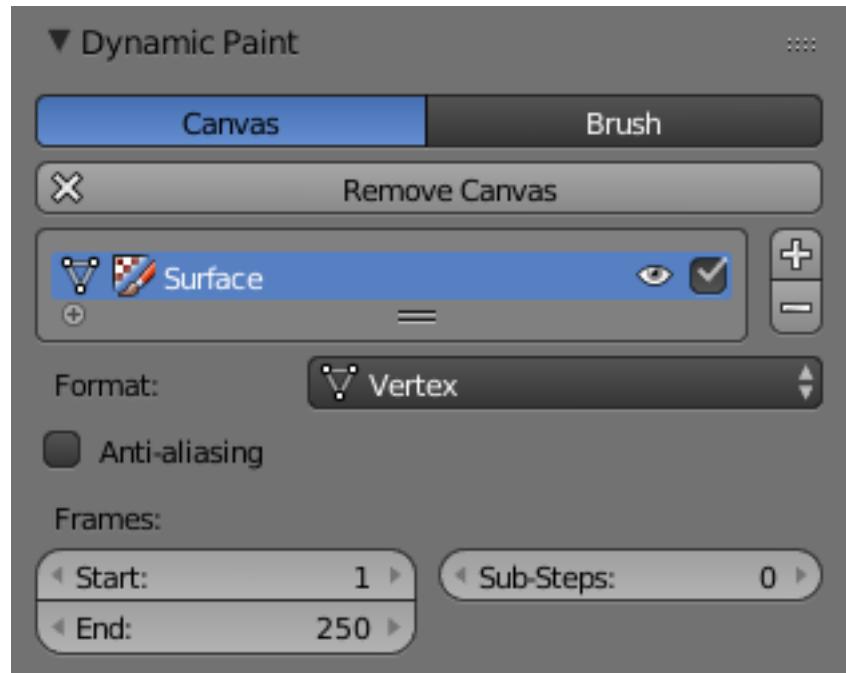 Dynamic Paint
Canvas Brush
Remove Canvas
Surface
Format: Vertex
Anti-aliasing
Frames:
Start: 1 Sub-Steps: 0
End: 250